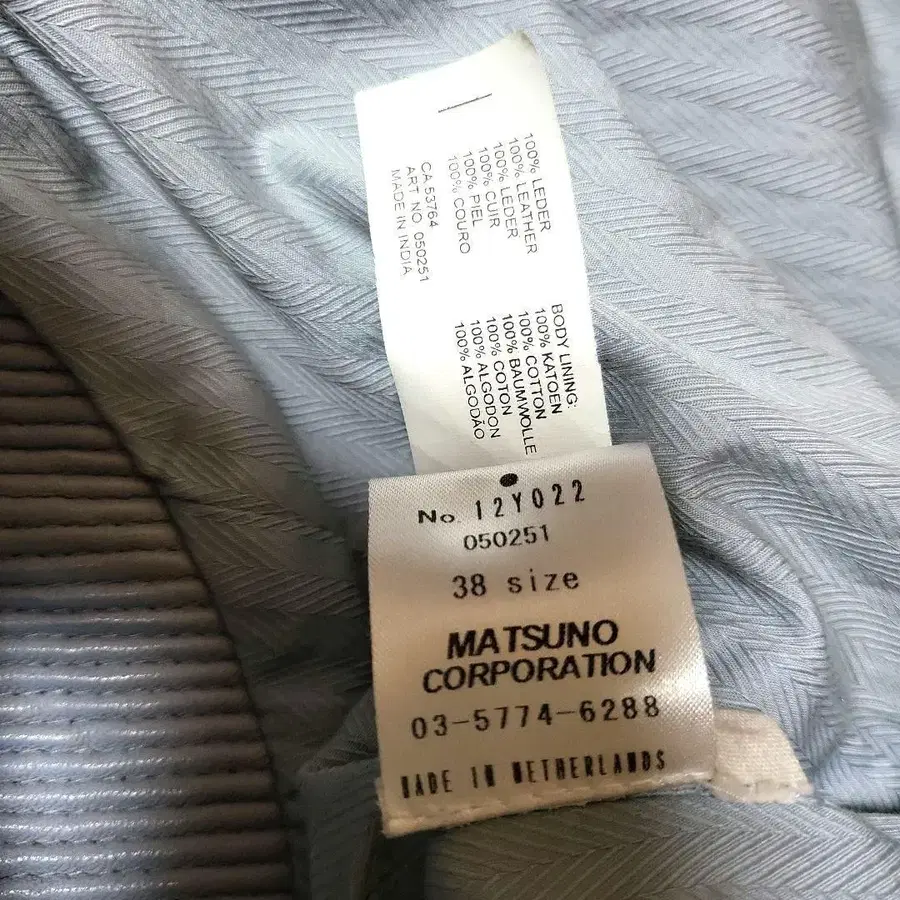 100% LEDER
100% LEATHER
100% LEDER
100% CUIR
100% PIEL
100% COURO
CA 53764
ART NO 050251
MADE IN INDIA
BODY LINING:
100% KATOEN
100% COTTON
100% BAUMWOLLE
100% COTON
100% ALGODON
100% ALGODÃO
No. 12Y022
050251
38 size
MATSUNO
CORPORATION
03-5774-6288
MADE IN NETHERLANDS